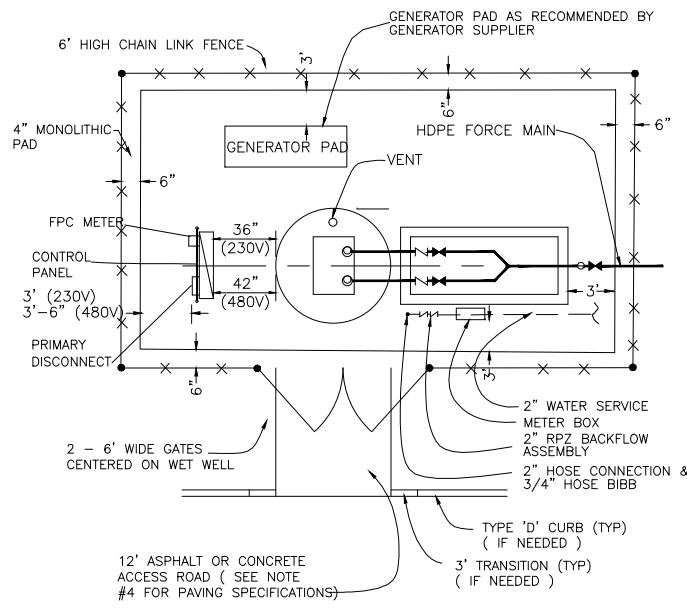 GENERATOR PAD AS RECOMMENDED BY
GENERATOR SUPPLIER
6' HIGH CHAIN LINK FENCE
3'
6"
4" MONOLITHIC
PAD
GENERATOR PAD
HDPE FORCE MAIN
6"
VENT
6"
FPC METER
36"
(230V)
CONTROL
PANEL
42"
(480V)
3' (230V)
3'-6" (480V)
3'
PRIMARY
DISCONNECT
6"
3'
2" WATER SERVICE
METER BOX
2" RPZ BACKFLOW
ASSEMBLY
2 - 6' WIDE GATES
CENTERED ON WET WELL
2" HOSE CONNECTION &
3/4" HOSE BIBB
TYPE 'D' CURB (TYP)
( IF NEEDED )
12' ASPHALT OR CONCRETE
ACCESS ROAD ( SEE NOTE
#4 FOR PAVING SPECIFICATIONS)
3' TRANSITION (TYP)
( IF NEEDED )